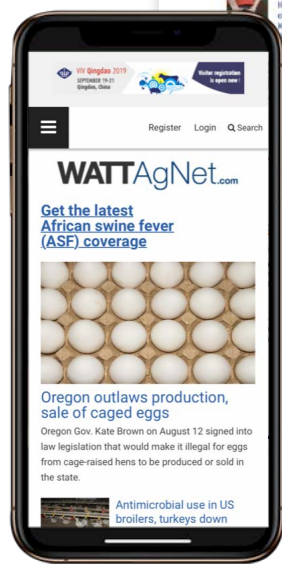 VIV Qingdao 2019
SEPTEMBER 19-21
Qingdao, China
Visitor registration
is open now!
Register Login Search
WATTAgNet.com
Get the latest
African swine fever
(ASF) coverage
Oregon outlaws production,
sale of caged eggs
Oregon Gov. Kate Brown on August 12 signed into
law legislation that would make it illegal for eggs
from cage-raised hens to be produced or sold in
the state.
Antimicrobial use in US
broilers, turkeys down